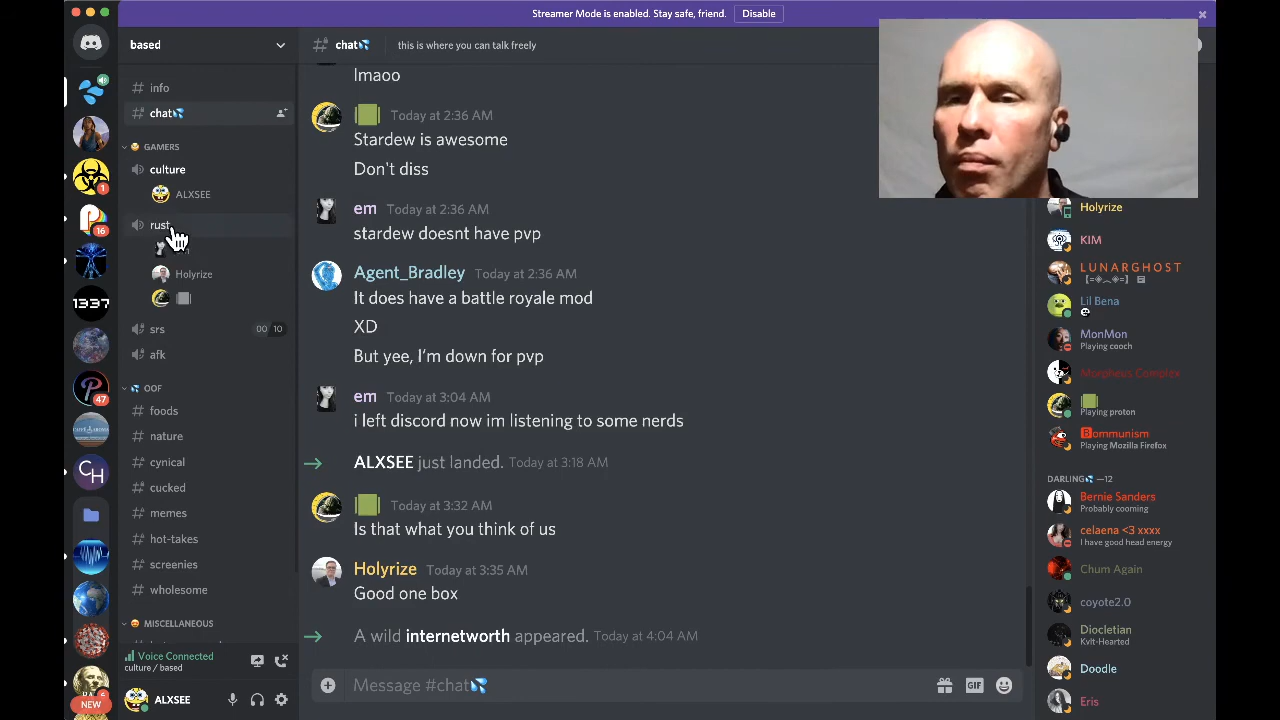 Streamer Mode is enabled. Stay safe, friend.
Disable
based
info
chat
GAMERS
culture
ALXSEE
rust
Holyrize
srs
00 10
afk
OOF
foods
nature
cynical
cucked
memes
hot-takes
screenies
wholesome
MISCELLANEOUS
Voice Connected
culture / based
ALXSEE
1
16
1337
47
CH
NEW
chat
this is where you can talk freely
lmaoo
Today at 2:36 AM
Stardew is awesome
Don't diss
em Today at 2:36 AM
stardew doesnt have pvp
Agent_Bradley Today at 2:36 AM
It does have a battle royale mod
XD
But yee, I'm down for pvp
em Today at 3:04 AM
i left discord now im listening to some nerds
ALXSEE just landed. Today at 3:18 AM
Today at 3:32 AM
Is that what you think of us
Holyrize Today at 3:35 AM
Good one box
A wild internetworth appeared. Today at 4:04 AM
Message #chat
GIF
Holyrize
KIM
LUNARGHOST
Lil Bena
MonMon
Playing cooch
Morpheus Complex
Playing proton
Bommunism
Playing Mozilla Firefox
DARLING —12
Bernie Sanders
Probably cooming
celaena <3 xxxx
I have good head energy
Chum Again
coyote2.0
Diocletian
Kvlt-Hearted
Doodle
Eris